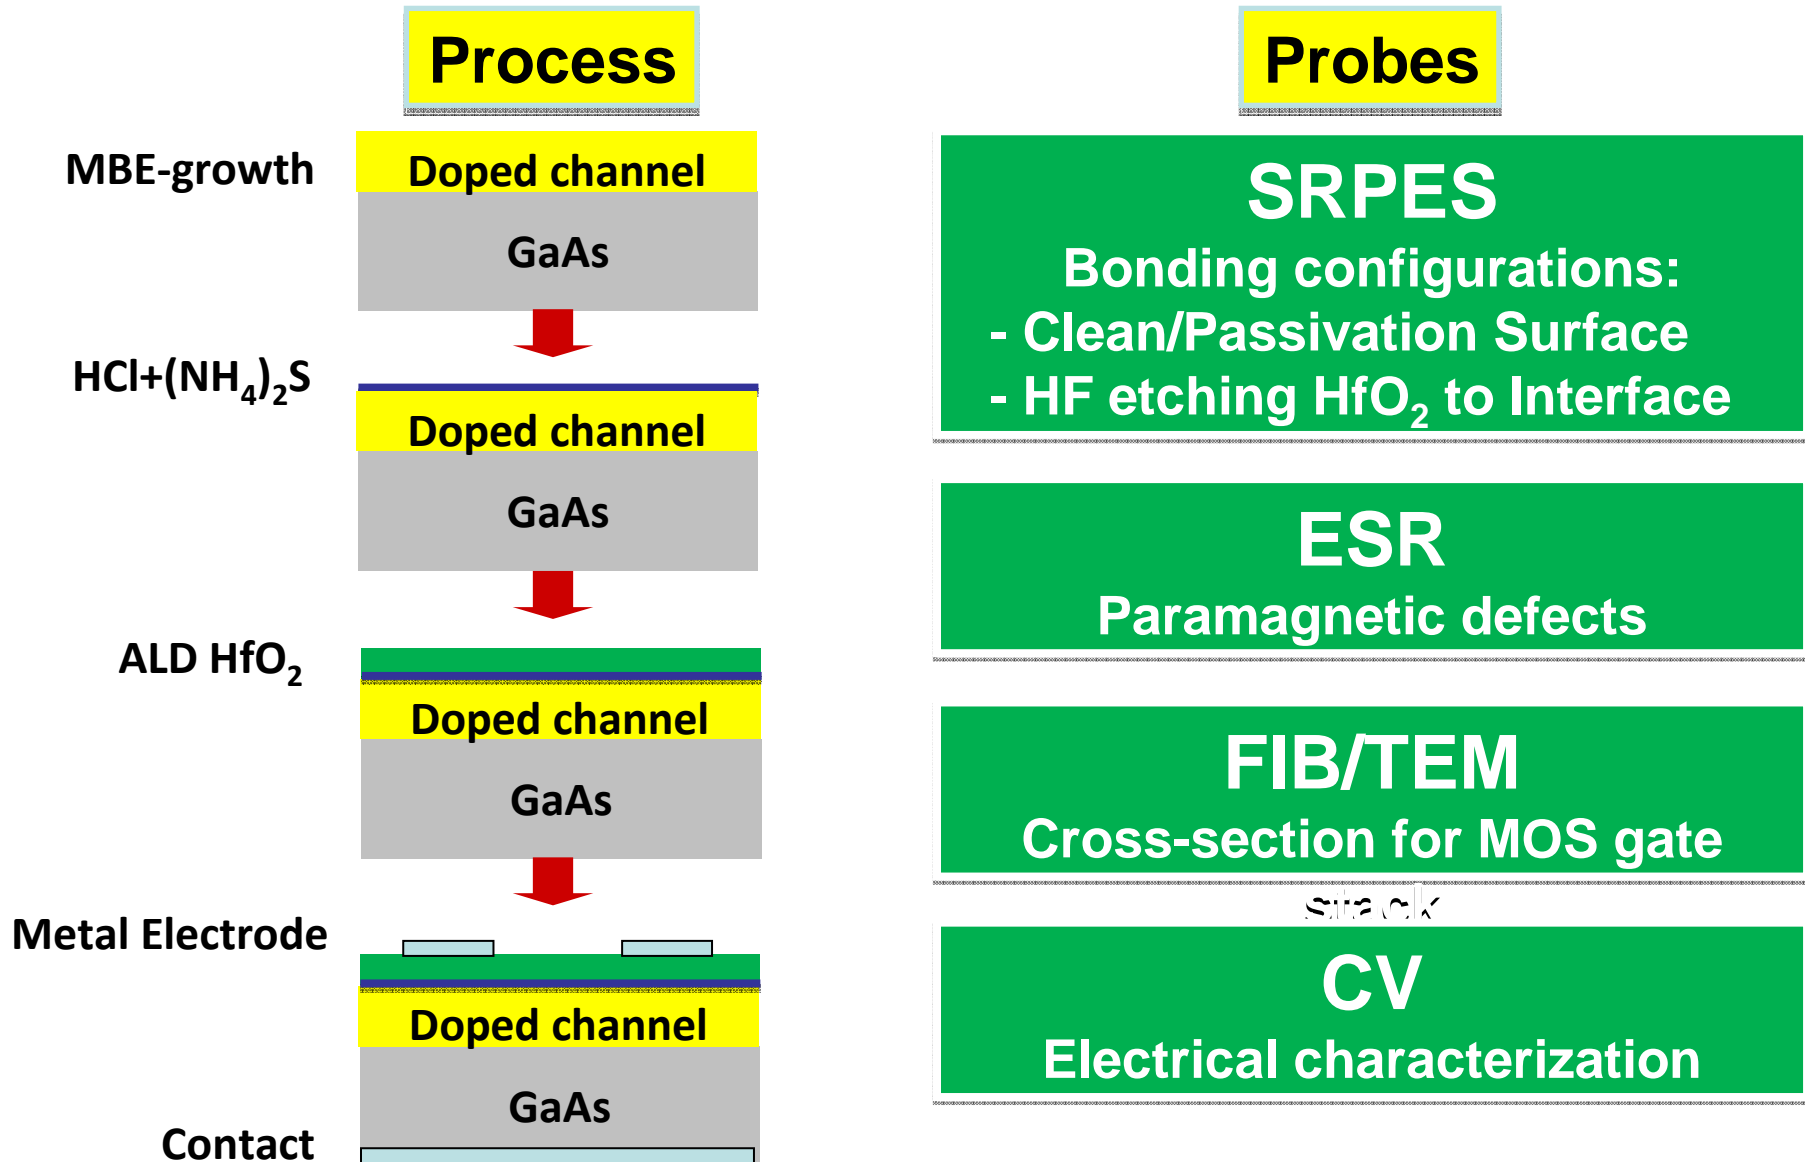 Process
MBE-growth
Doped channel
GaAs
HCl+(NH₄)₂S
Doped channel
GaAs
ALD HfO₂
Doped channel
GaAs
Metal Electrode
Doped channel
GaAs
Contact
Probes
SRPES
Bonding configurations:
- Clean/Passivation Surface
- HF etching HfO₂ to Interface
ESR
Paramagnetic defects
FIB/TEM
Cross-section for MOS gate
stack
CV
Electrical characterization